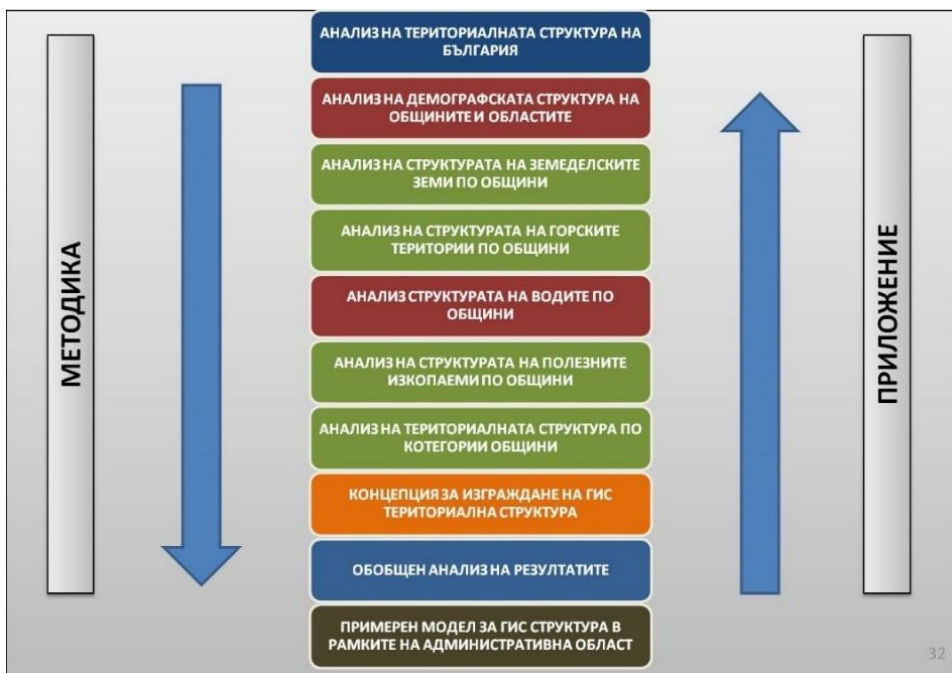 МЕТОДИКА
АНАЛИЗ НА ТЕРИТОРИАЛНАТА СТРУКТУРА НА
БЪЛГАРИЯ
АНАЛИЗ НА ДЕМОГРАФСКАТА СТРУКТУРА НА
ОБЩИНИТЕ И ОБЛАСТИТЕ
АНАЛИЗ НА СТРУКТУРАТА НА ЗЕМЕДЕЛСКИТЕ
ЗЕМИ ПО ОБЩИНИ
АНАЛИЗ НА СТРУКТУРАТА НА ГОРСКИТЕ
ТЕРИТОРИИ ПО ОБЩИНИ
АНАЛИЗ СТРУКТУРАТА НА ВОДИТЕ ПО
ОБЩИНИ
АНАЛИЗ НА СТРУКТУРАТА НА ПОЛЕЗНИТЕ
ИЗКОПАЕМИ ПО ОБЩИНИ
АНАЛИЗ НА ТЕРИТОРИАЛНАТА СТРУКТУРА ПО
КОТЕГОРИИ ОБЩИНИ
КОНЦЕПЦИЯ ЗА ИЗГРАЖДАНЕ НА ГИС
ТЕРИТОРИАЛНА СТРУКТУРА
ОБОБЩЕН АНАЛИЗ НА РЕЗУЛТАТИТЕ
ПРИМЕРЕН МОДЕЛ ЗА ГИС СТРУКТУРА В
РАМКИТЕ НА АДМИНИСТРАТИВНА ОБЛАСТ
ПРИЛОЖЕНИЕ
32